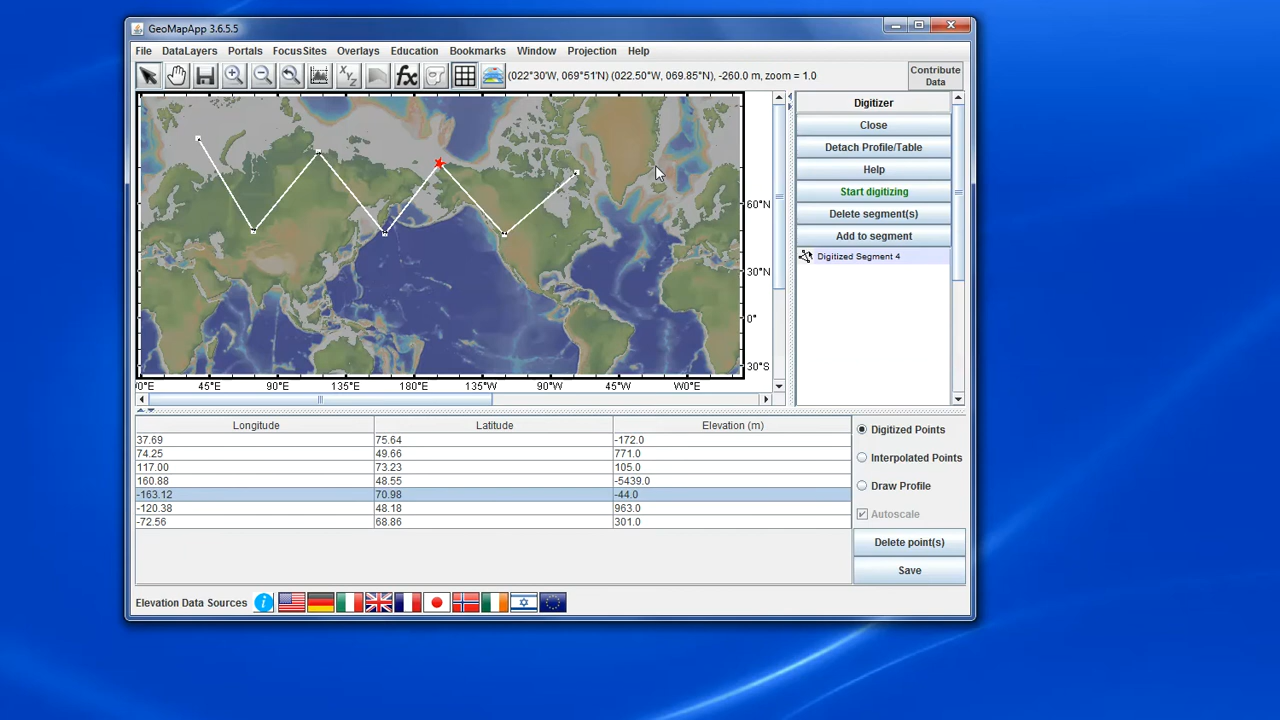 GeoMapApp 3.6.5.5
File DataLayers Portals FocusSites Overlays Education Bookmarks Window Projection Help
(022°30'W, 069°51'N) (022.50°W, 069.85°N), -260.0 m, zoom = 1.0
Contribute
Data
Digitizer
Close
Detach Profile/Table
Help
Start digitizing
Delete segment(s)
Add to segment
Digitized Segment 4
60°N
30°N
0°
30°S
0°E 45°E 90°E 135°E 180°E 135°W 90°W 45°W W0°E
Longitude Latitude Elevation (m)
37.69 75.64 -172.0
74.25 49.66 771.0
117.00 73.23 105.0
160.88 48.55 -5439.0
-163.12 70.98 -44.0
-120.38 48.18 963.0
-72.56 68.86 301.0
Digitized Points
Interpolated Points
Draw Profile
Autoscale
Delete point(s)
Save
Elevation Data Sources